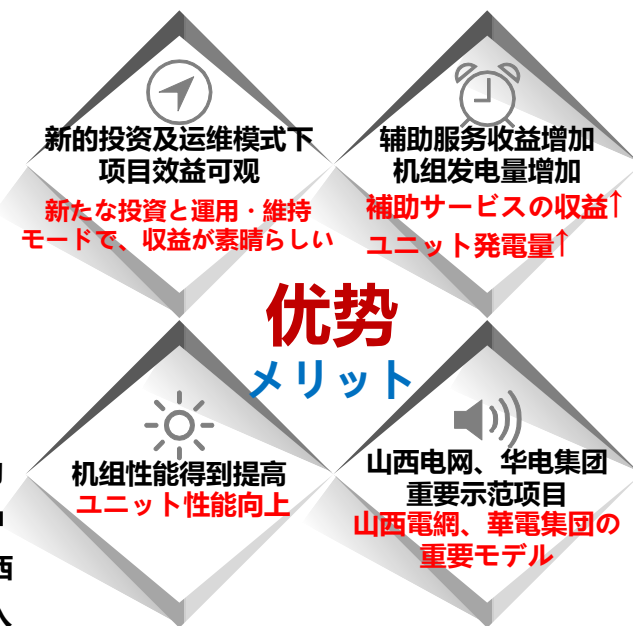 新的投资及运维模式下
项目效益可观
新たな投資と運用・維持
モードで、収益が素晴らしい
辅助服务收益增加
机组发电量增加
補助サービスの収益↑
ユニット発電量↑
优势
メリット
机组性能得到提高
ユニット性能向上
山西电网、华电集团
重要示范项目
山西電網、華電集団の
重要モデル
西